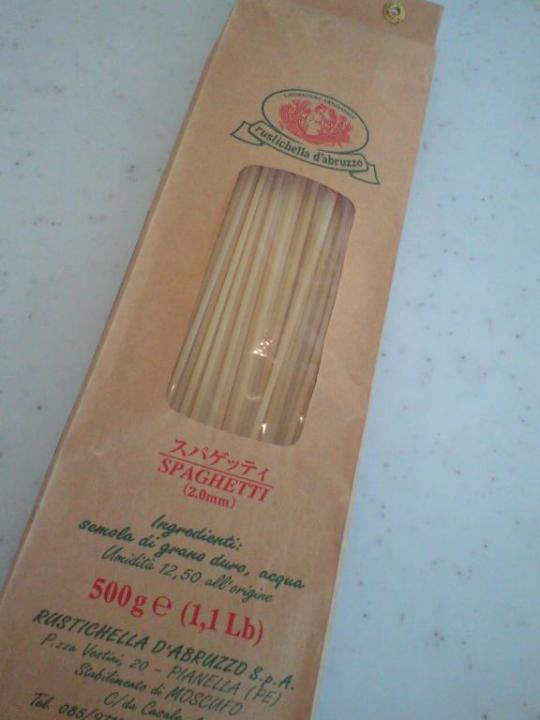 LAVORAZIONE ARTIGIANALE
rustichella d'abruzzo
スパゲッティ
SPAGHETTI
(2.0mm)
Ingredienti:
semola di grano duro, acqua
Umidità 12,50 all'origine
500g e (1,1 Lb)
RUSTICHELLA D'ABRUZZO S.p.A.
P.zza Vestini, 20 - PIANELLA (PE)
Stabilimento di MOSCUFO
C/da Casale
Tel. 085/